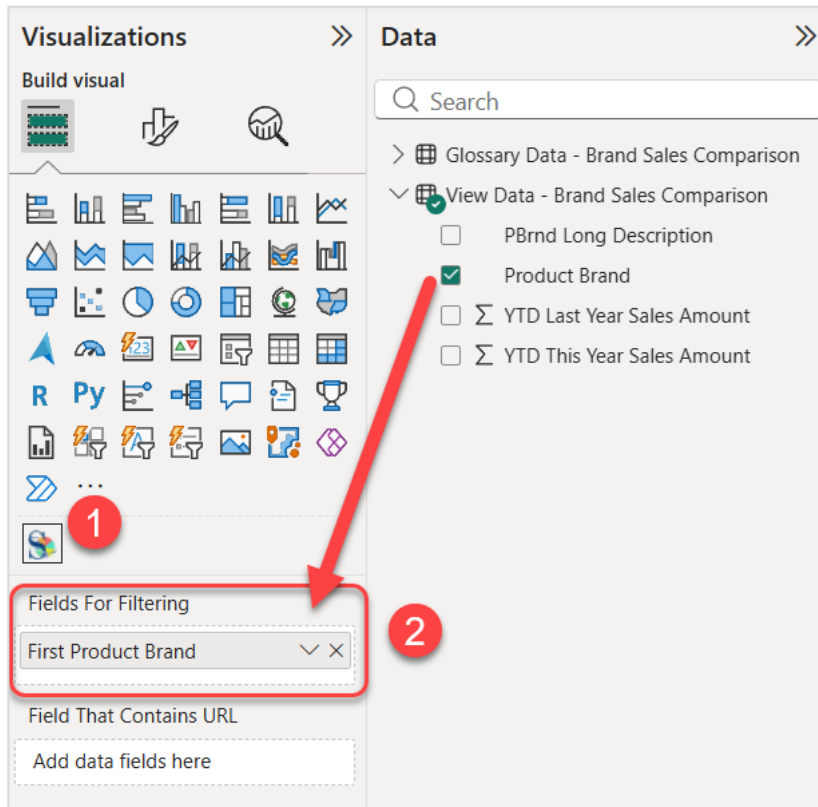 Visualizations
Build visual
123
R Py
...
1
Fields For Filtering
First Product Brand
2
Field That Contains URL
Add data fields here
Data
Search
Glossary Data - Brand Sales Comparison
View Data - Brand Sales Comparison
PBrnd Long Description
Product Brand
Σ YTD Last Year Sales Amount
Σ YTD This Year Sales Amount